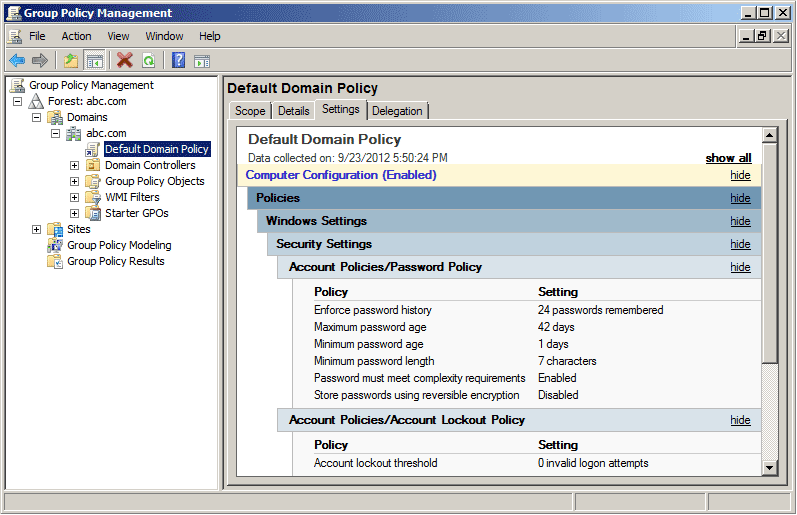 Group Policy Management
File Action View Window Help
Group Policy Management
Forest: abc.com
Domains
abc.com
Default Domain Policy
Domain Controllers
Group Policy Objects
WMI Filters
Starter GPOs
Sites
Group Policy Modeling
Group Policy Results
Default Domain Policy
Scope Details Settings Delegation
Default Domain Policy
Data collected on: 9/23/2012 5:50:24 PM show all
Computer Configuration (Enabled) hide
Policies hide
Windows Settings hide
Security Settings hide
Account Policies/Password Policy hide
Policy Setting
Enforce password history 24 passwords remembered
Maximum password age 42 days
Minimum password age 1 days
Minimum password length 7 characters
Password must meet complexity requirements Enabled
Store passwords using reversible encryption Disabled
Account Policies/Account Lockout Policy hide
Policy Setting
Account lockout threshold 0 invalid logon attempts